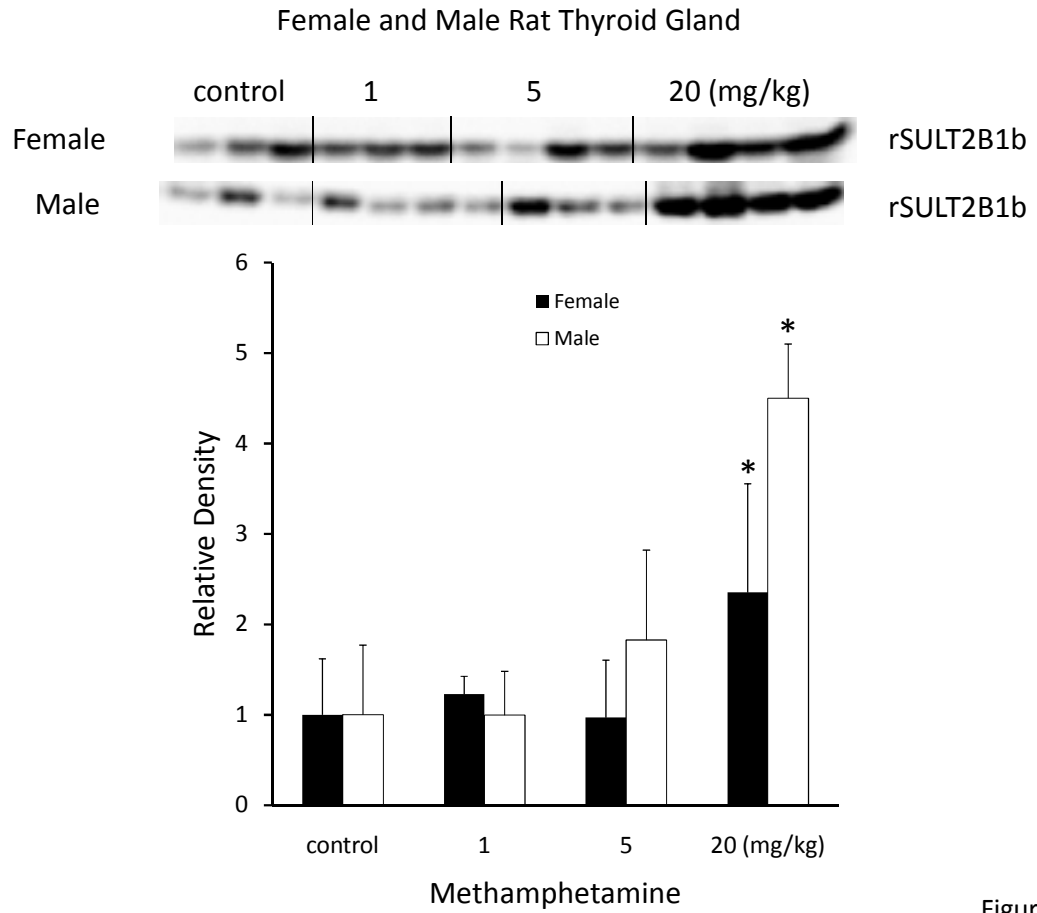 Female and Male Rat Thyroid Gland
control 1 5 20 (mg/kg)
Female rSULT2B1b
Male rSULT2B1b
6
5
4
3
2
1
0
Relative Density
Female
Male
*
*
control 1 5 20 (mg/kg)
Methamphetamine
Figur